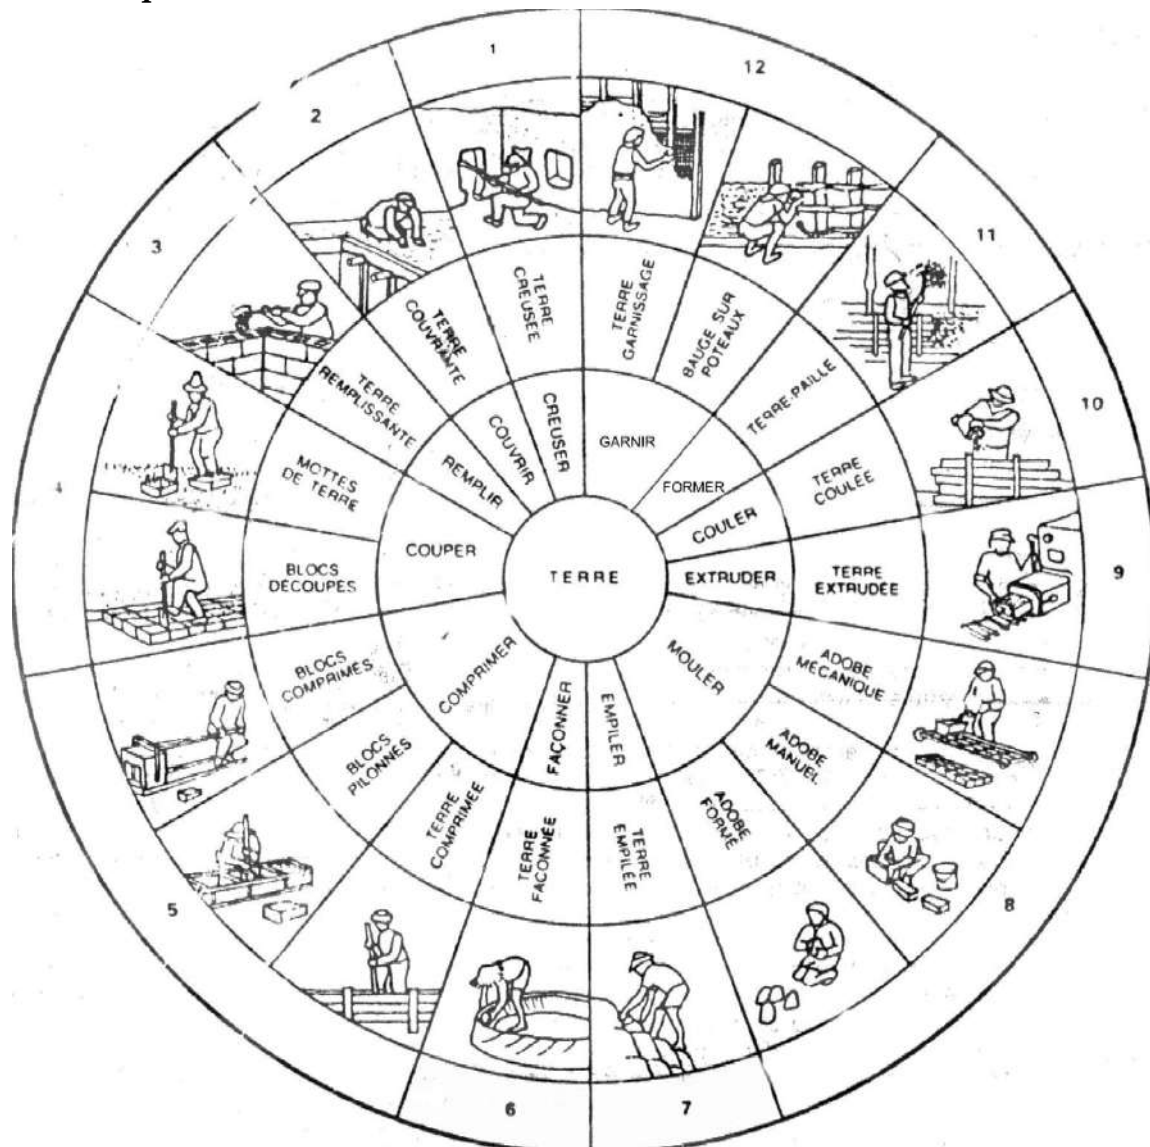 1
2
3
4
5
6
7
8
9
10
11
12
TERRE
CREUSÉE
TERRE
COUVRANTE
TERRE
REMPLISSANTE
MOTTES
DE TERRE
BLOCS
DÉCOUPÉS
BLOCS
COMPRIMÉS
BLOCS
PILONNÉS
TERRE
COMPRIMÉE
TERRE
FAÇONNÉE
TERRE
EMPILÉE
ADOBE
FORMÉ
ADOBE
MANUEL
ADOBE
MÉCANIQUE
TERRE
EXTRUDÉE
TERRE
COULÉE
TERRE-PAILLE
BAUGE SUR
POTEAUX
TERRE
GARNISSAGE
CREUSER
COUVRIR
REMPLIR
COUPER
COMPRIMER
FAÇONNER
EMPILER
MOULER
EXTRUDER
COULER
FORMER
GARNIR
TERRE